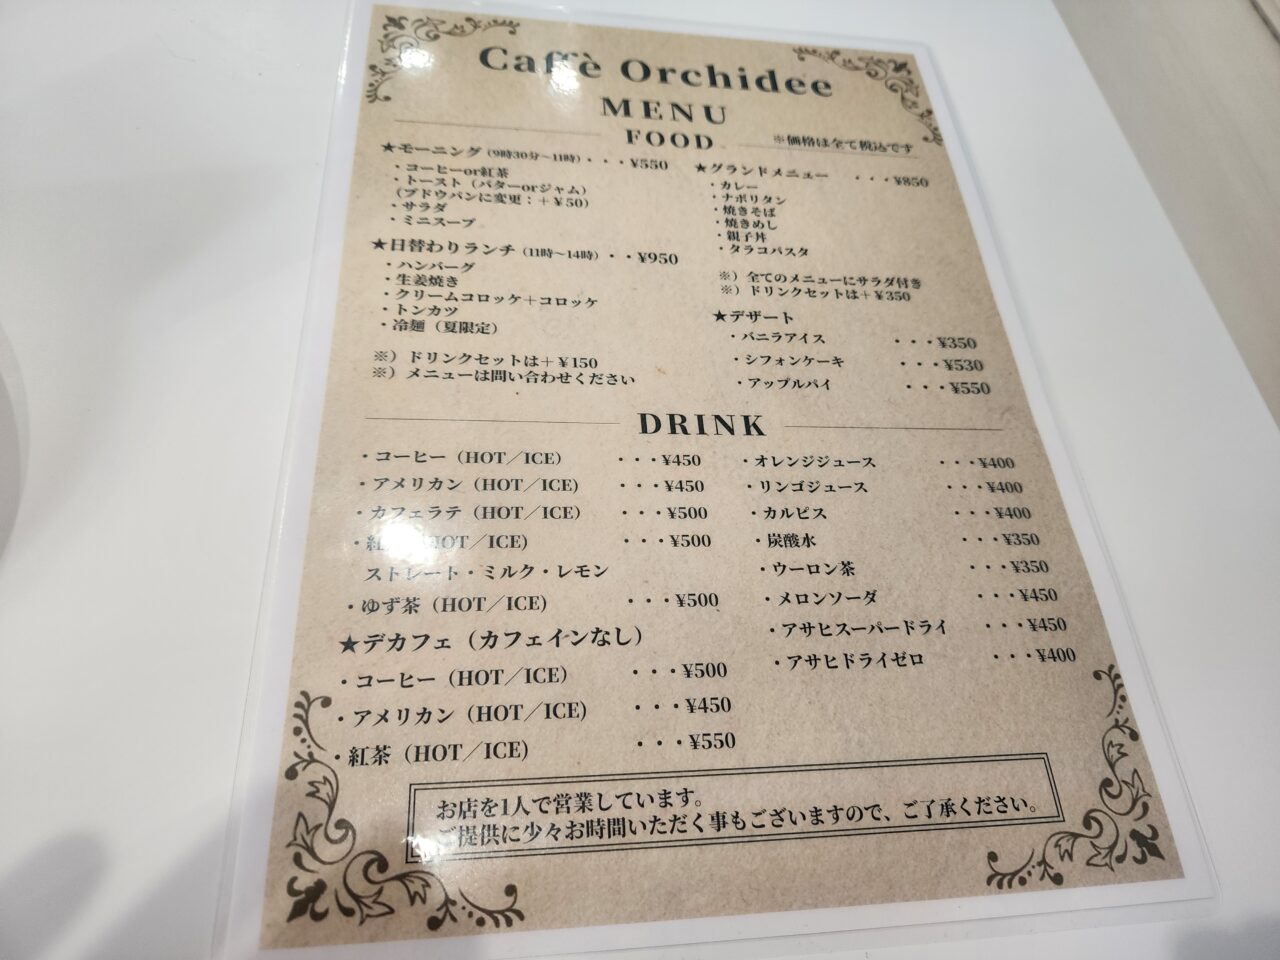 Caffè Orchidee
MENU
FOOD
※価格は全て税込です
★モーニング（9時30分～11時）・・・¥550
・コーヒーor紅茶
・トースト（バターorジャム）
（ブドウパンに変更：＋￥50）
・サラダ
・ミニスープ
★日替わりランチ（11時～14時）・・¥950
・ハンバーグ
・生姜焼き
・クリームコロッケ＋コロッケ
・トンカツ
・冷麺（夏限定）
※）ドリンクセットは＋￥150
※）メニューは問い合わせください
★グランドメニュー ・・・¥850
・カレー
・ナポリタン
・焼きそば
・焼きめし
・親子丼
・タラコパスタ
※）全てのメニューにサラダ付き
※）ドリンクセットは＋￥350
★デザート
・バニラアイス ・・・¥350
・シフォンケーキ ・・・¥530
・アップルパイ ・・・¥550
DRINK
・コーヒー（HOT／ICE） ・・・¥450
・アメリカン（HOT／ICE） ・・・¥450
・カフェラテ（HOT／ICE） ・・・¥500
・紅茶（HOT／ICE） ・・・¥500
ストレート・ミルク・レモン
・ゆず茶（HOT／ICE） ・・・¥500
★デカフェ（カフェインなし）
・コーヒー（HOT／ICE） ・・・¥500
・アメリカン（HOT／ICE） ・・・¥450
・紅茶（HOT／ICE） ・・・¥550
・オレンジジュース ・・・¥400
・リンゴジュース ・・・¥400
・カルピス ・・・¥400
・炭酸水 ・・・¥350
・ウーロン茶 ・・・¥350
・メロンソーダ ・・・¥450
・アサヒスーパードライ ・・・¥450
・アサヒドライゼロ ・・・¥400
お店を1人で営業しています。
ご提供に少々お時間いただく事もございますので、ご了承ください。